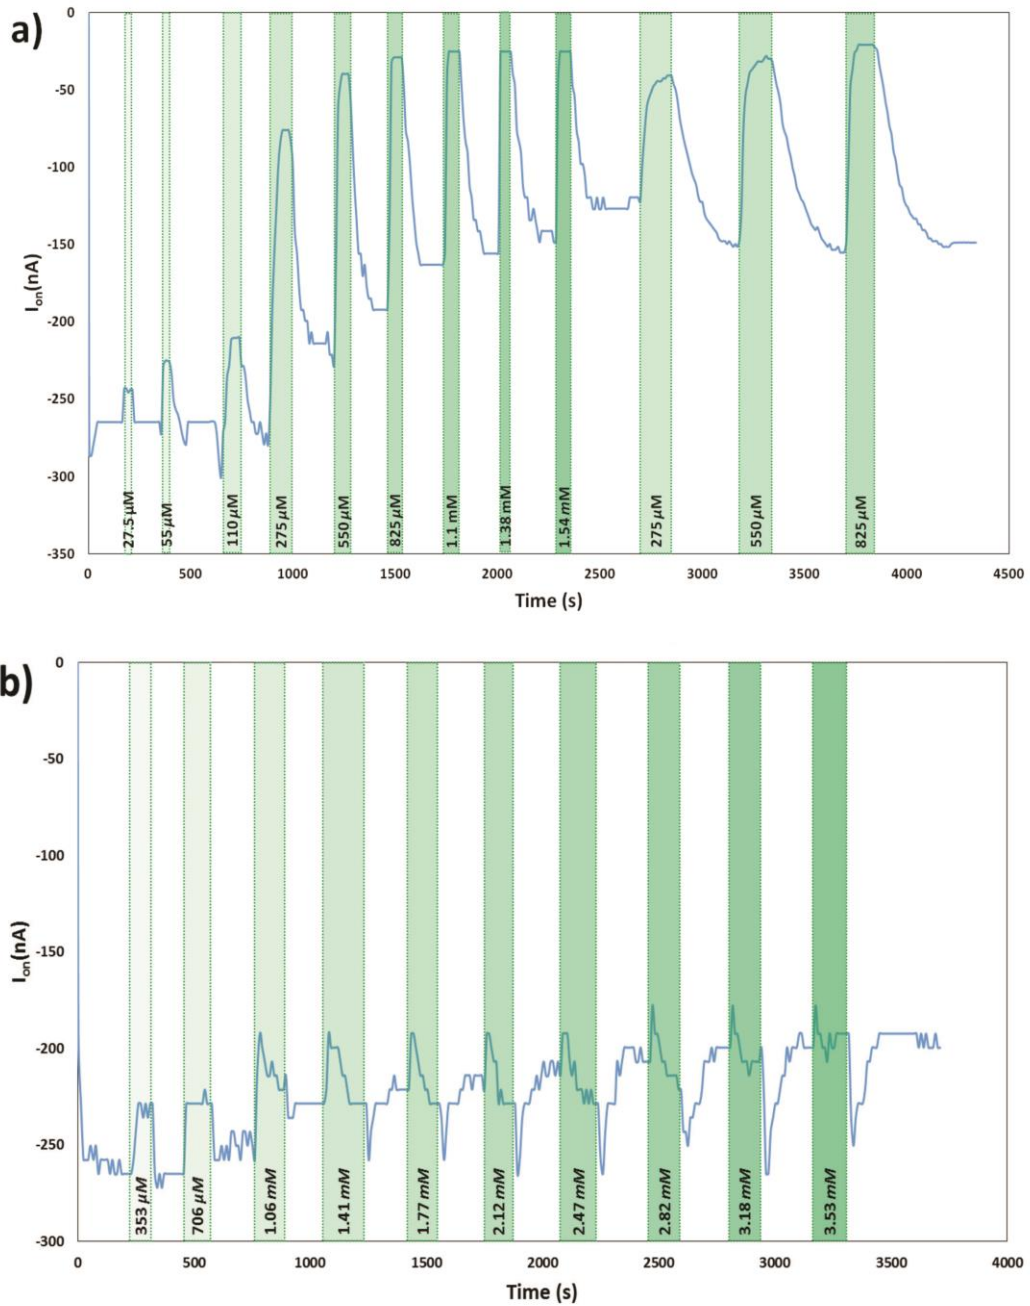 a)
0
-50
-100
-150
-200
-250
-300
-350
Ion(nA)
27.5 µM
55 µM
110 µM
275 µM
550 µM
825 µM
1.1 mM
1.38 mM
1.54 mM
275 µM
550 µM
825 µM
0 500 1000 1500 2000 2500 3000 3500 4000 4500
Time (s)
b)
0
-50
-100
-150
-200
-250
-300
Ion(nA)
353 µM
706 µM
1.06 mM
1.41 mM
1.77 mM
2.12 mM
2.47 mM
2.82 mM
3.18 mM
3.53 mM
0 500 1000 1500 2000 2500 3000 3500 4000
Time (s)